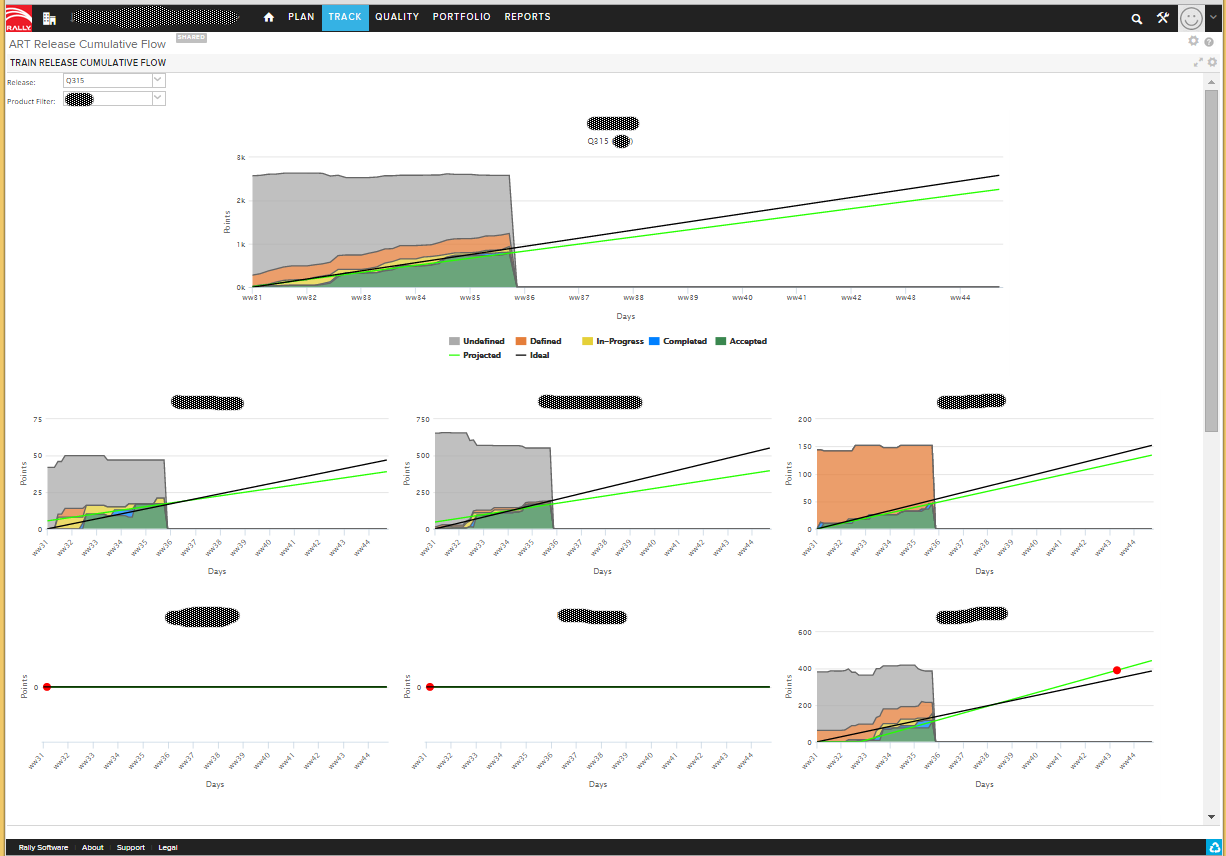 RALLY
PLAN TRACK QUALITY PORTFOLIO REPORTS
ART Release Cumulative Flow SHARED
TRAIN RELEASE CUMULATIVE FLOW
Release: Q315
Product Filter:
Q315 )
3k
2k
1k
0k
Points
ww31 ww32 ww33 ww34 ww35 ww36 ww37 ww38 ww39 ww40 ww41 ww42 ww43 ww44
Days
Undefined Defined In-Progress Completed Accepted
Projected Ideal
75
50
25
0
Points
ww31 ww32 ww33 ww34 ww35 ww36 ww37 ww38 ww39 ww40 ww41 ww42 ww43 ww44
Days
750
500
250
0
Points
ww31 ww32 ww33 ww34 ww35 ww36 ww37 ww38 ww39 ww40 ww41 ww42 ww43 ww44
Days
200
150
100
50
0
Points
ww31 ww32 ww33 ww34 ww35 ww36 ww37 ww38 ww39 ww40 ww41 ww42 ww43 ww44
Days
0
Points
ww31 ww32 ww33 ww34 ww35 ww36 ww37 ww38 ww39 ww40 ww41 ww42 ww43 ww44
Days
0
Points
ww31 ww32 ww33 ww34 ww35 ww36 ww37 ww38 ww39 ww40 ww41 ww42 ww43 ww44
Days
600
400
200
0
Points
ww31 ww32 ww33 ww34 ww35 ww36 ww37 ww38 ww39 ww40 ww41 ww42 ww43 ww44
Days
Rally Software About Support Legal